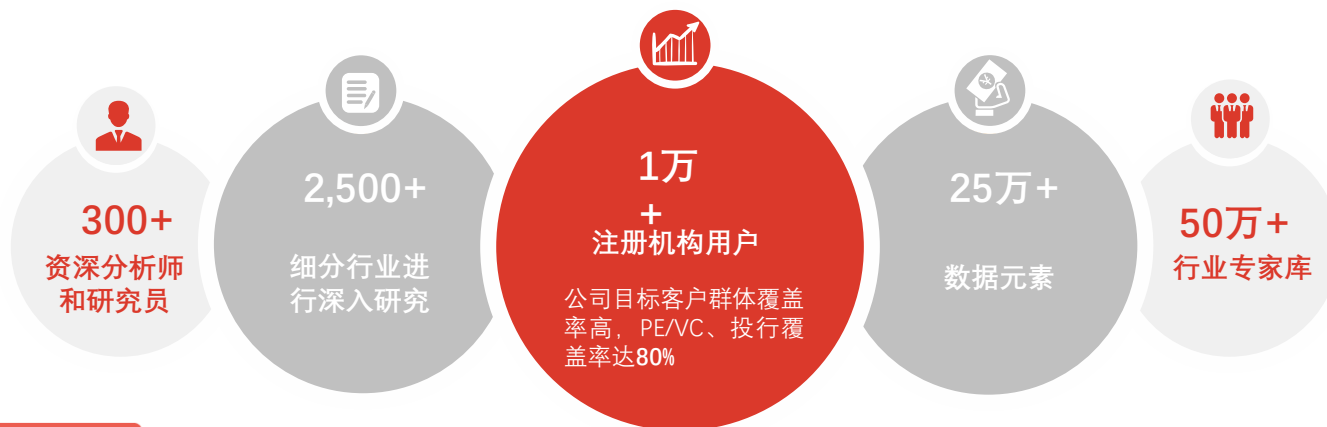 300+
资深分析师
和研究员
2,500+
细分行业进
行深入研究
1万
+
注册机构用户
公司目标客户群体覆盖
率高，PE/VC、投行覆
盖率达80%
25万+
数据元素
50万+
行业专家库